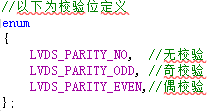 //以下为校验位定义
enum
{
LVDS_PARITY_NO, //无校验
LVDS_PARITY_ODD, //奇校验
LVDS_PARITY_EVEN,//偶校验
};